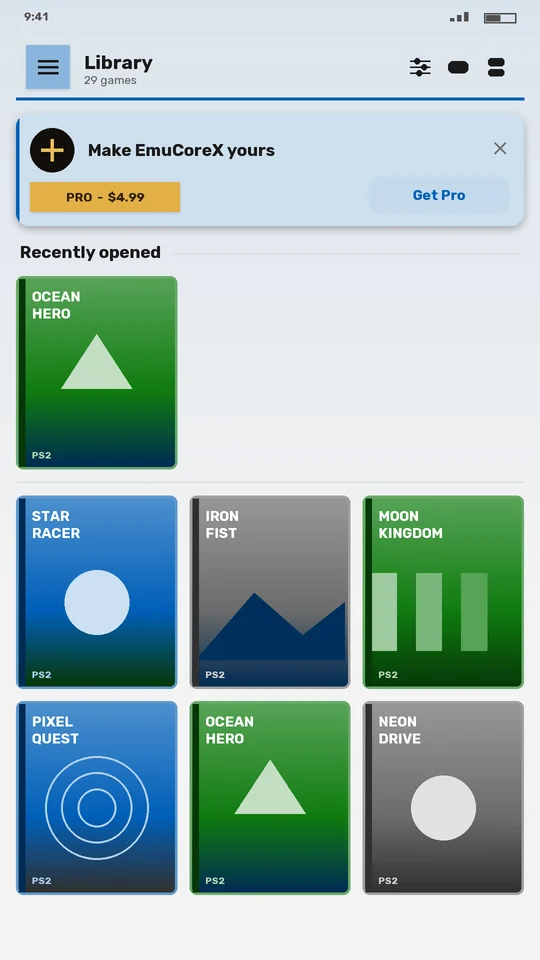 9:41
Library
29 games
Make EmuCoreX yours
PRO - $4.99
Get Pro
Recently opened
OCEAN
HERO
PS2
STAR
RACER
PS2
IRON
FIST
PS2
MOON
KINGDOM
PS2
PIXEL
QUEST
PS2
OCEAN
HERO
PS2
NEON
DRIVE
PS2